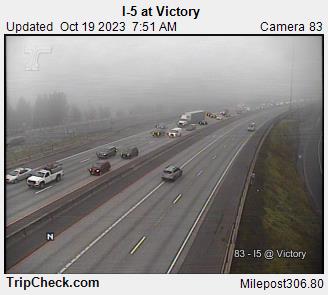 I-5 at Victory
Updated Oct 19 2023 7:51 AM Camera 83
N
83 - I5 @ Victory
TripCheck.com Milepost306.80